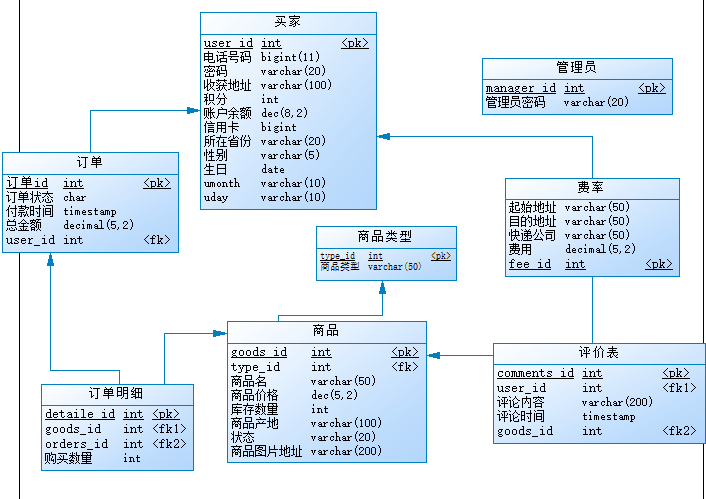 买家
user_id int <pk>
电话号码 bigint(11)
密码 varchar(20)
收获地址 varchar(100)
积分 int
账户余额 dec(8,2)
信用卡 bigint
所在省份 varchar(20)
性别 varchar(5)
生日 date
umonth varchar(10)
uday varchar(10)
管理员
manager_id int <pk>
管理员密码 varchar(20)
订单
订单id int <pk>
订单状态 char
付款时间 timestamp
总金额 decimal(5,2)
user_id int <fk>
费率
起始地址 varchar(50)
目的地址 varchar(50)
快递公司 varchar(50)
费用 decimal(5,2)
fee_id int <pk>
商品类型
type_id int <pk>
商品类型 varchar(50)
商品
goods_id int <pk>
type_id int <fk>
商品名 varchar(50)
商品价格 dec(5,2)
库存数量 int
商品产地 varchar(100)
状态 varchar(20)
商品图片地址 varchar(200)
评价表
comments_id int <pk>
user_id int <fk1>
评论内容 varchar(200)
评论时间 timestamp
goods_id int <fk2>
订单明细
detaile_id int <pk>
goods_id int <fk1>
orders_id int <fk2>
购买数量 int